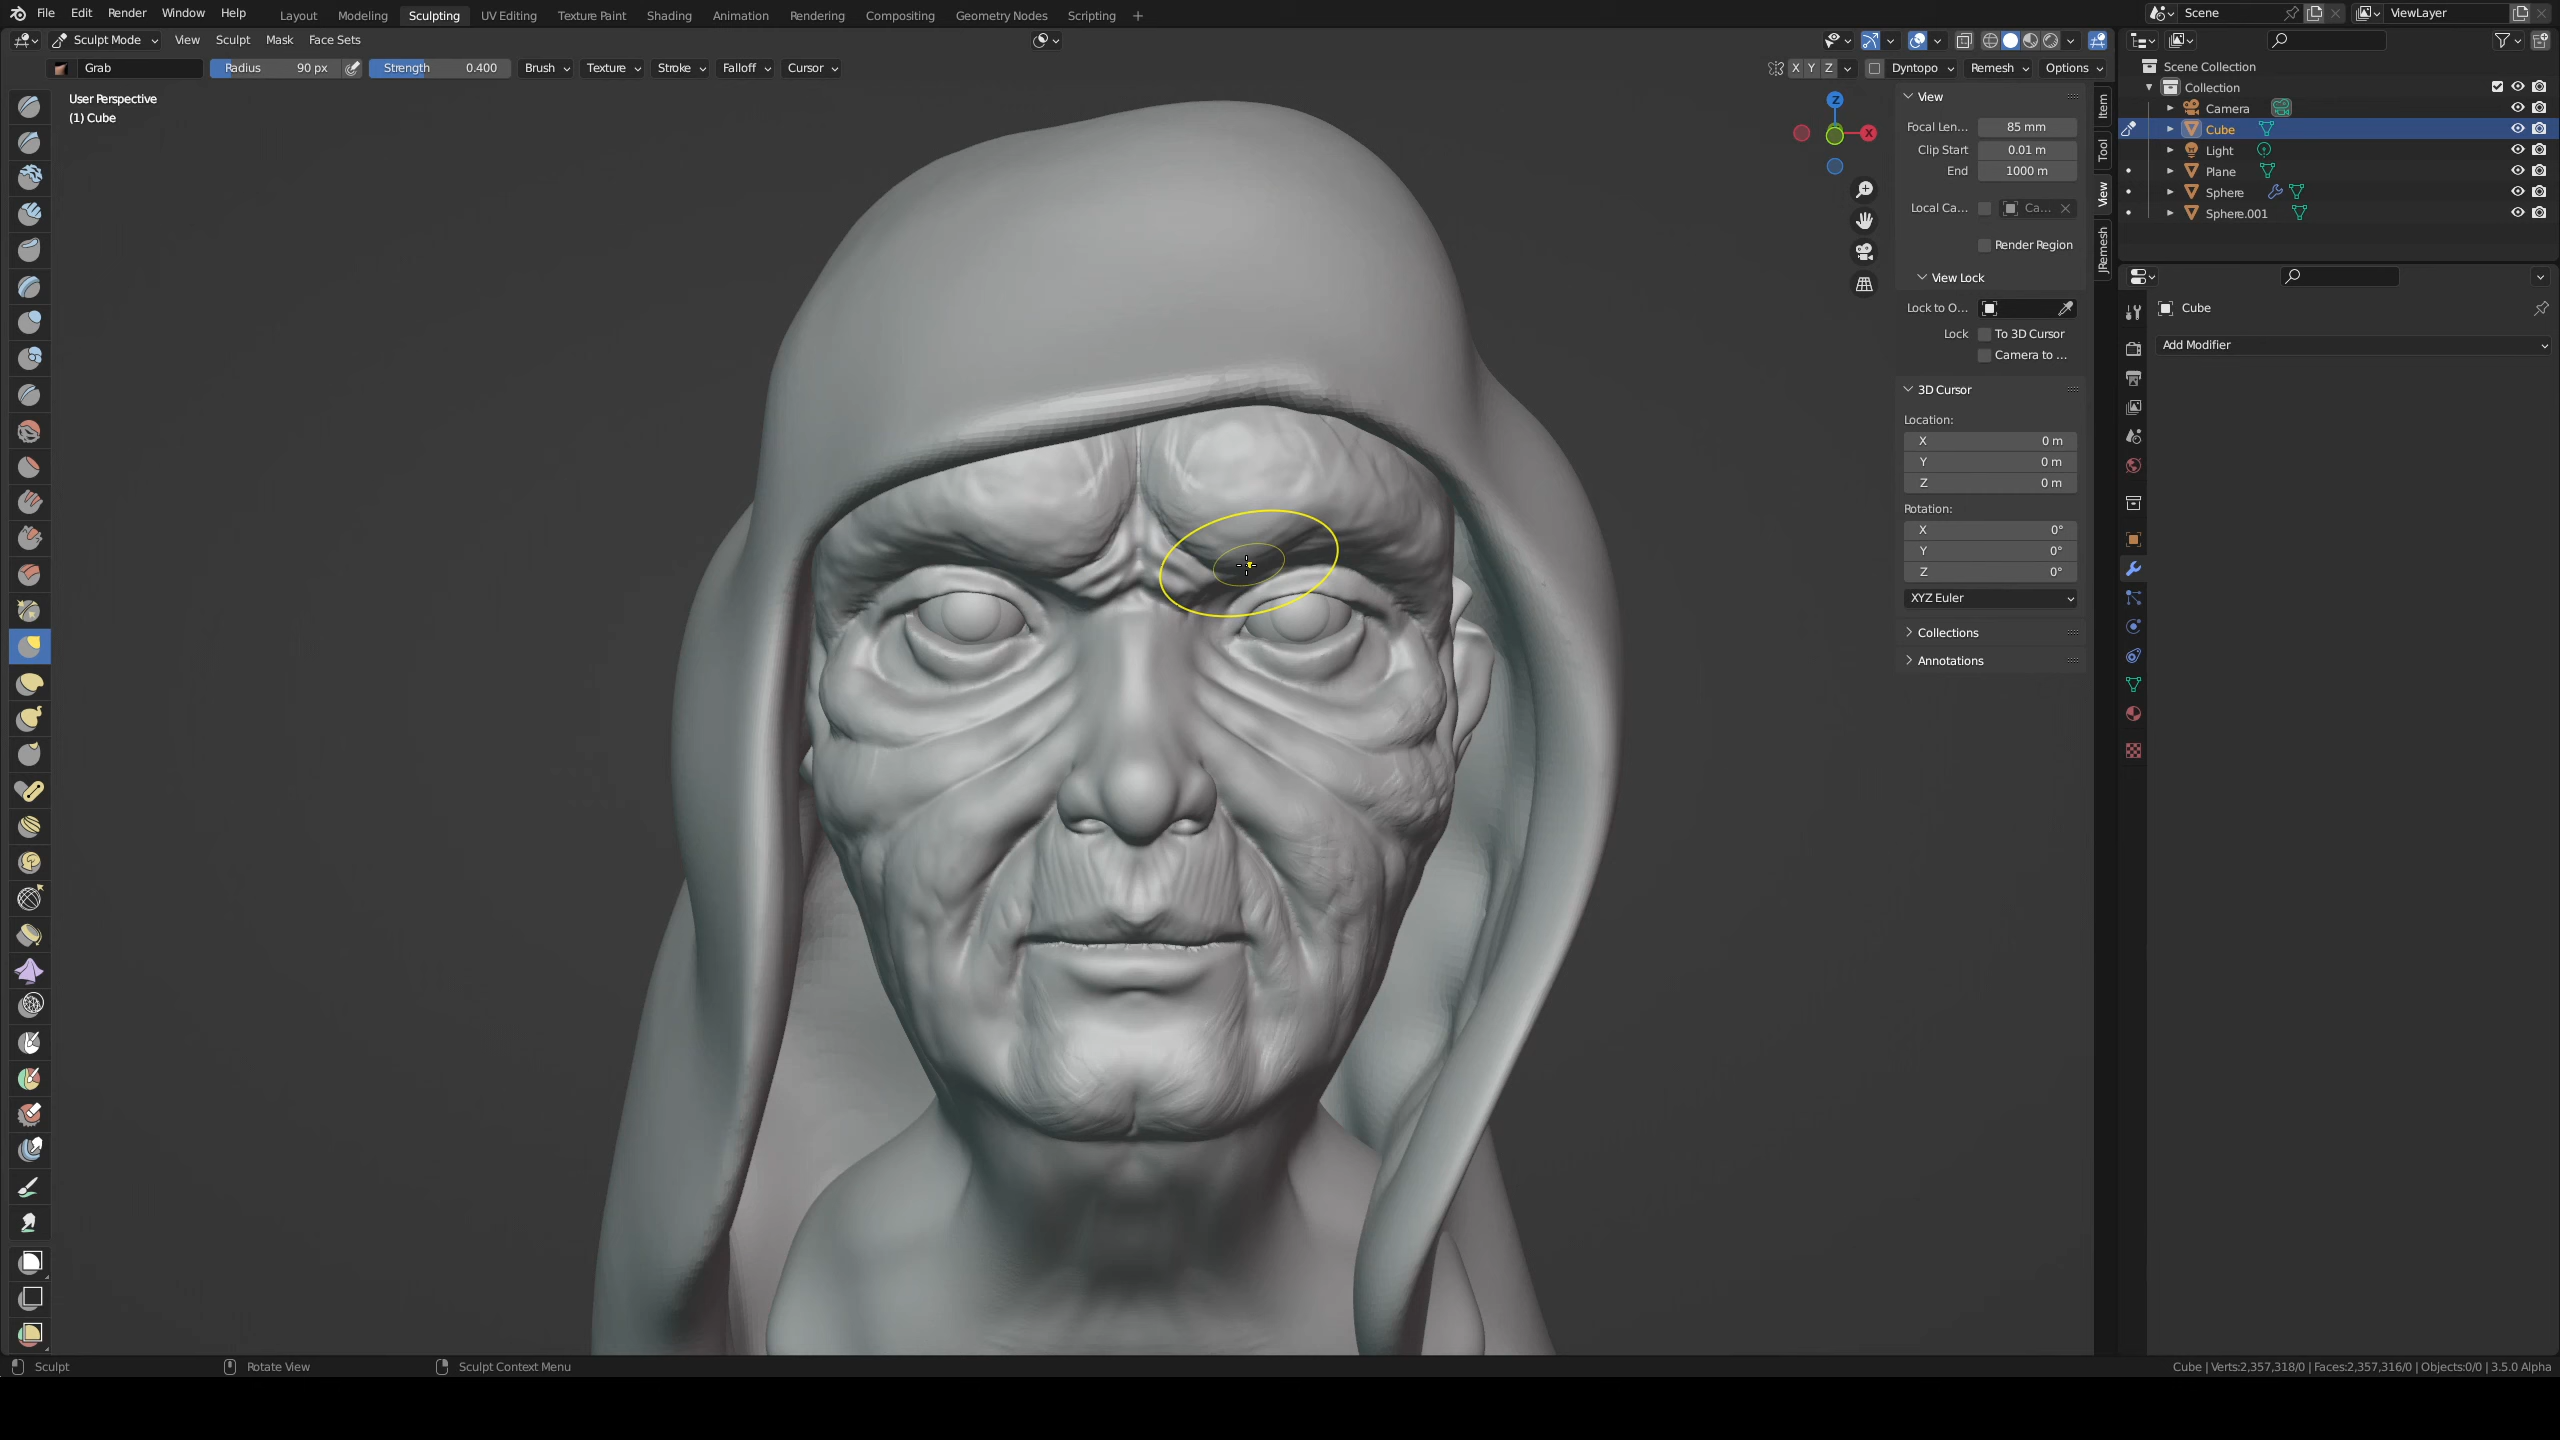 File Edit Render Window Help Layout Modeling Sculpting UV Editing Texture Paint Shading Animation Rendering Compositing Geometry Nodes Scripting + Scene ViewLayer
Sculpt Mode View Sculpt Mask Face Sets
Grab Radius 90 px Strength 0.400 Brush Texture Stroke Falloff Cursor X Y Z Dyntopo Remesh Options
User Perspective
(1) Cube
Z
X
View
Focal Len... 85 mm
Clip Start 0.01 m
End 1000 m
Local Ca... Ca...
Render Region
View Lock
Lock to O...
Lock To 3D Cursor
Camera to ...
3D Cursor
Location:
X 0 m
Y 0 m
Z 0 m
Rotation:
X 0°
Y 0°
Z 0°
XYZ Euler
Collections
Annotations
Item
Tool
View
JRemesh
Scene Collection
Collection
Camera
Cube
Light
Plane
Sphere
Sphere.001
Cube
Add Modifier
Sculpt Rotate View Sculpt Context Menu Cube | Verts:2,357,318/0 | Faces:2,357,316/0 | Objects:0/0 | 3.5.0 Alpha